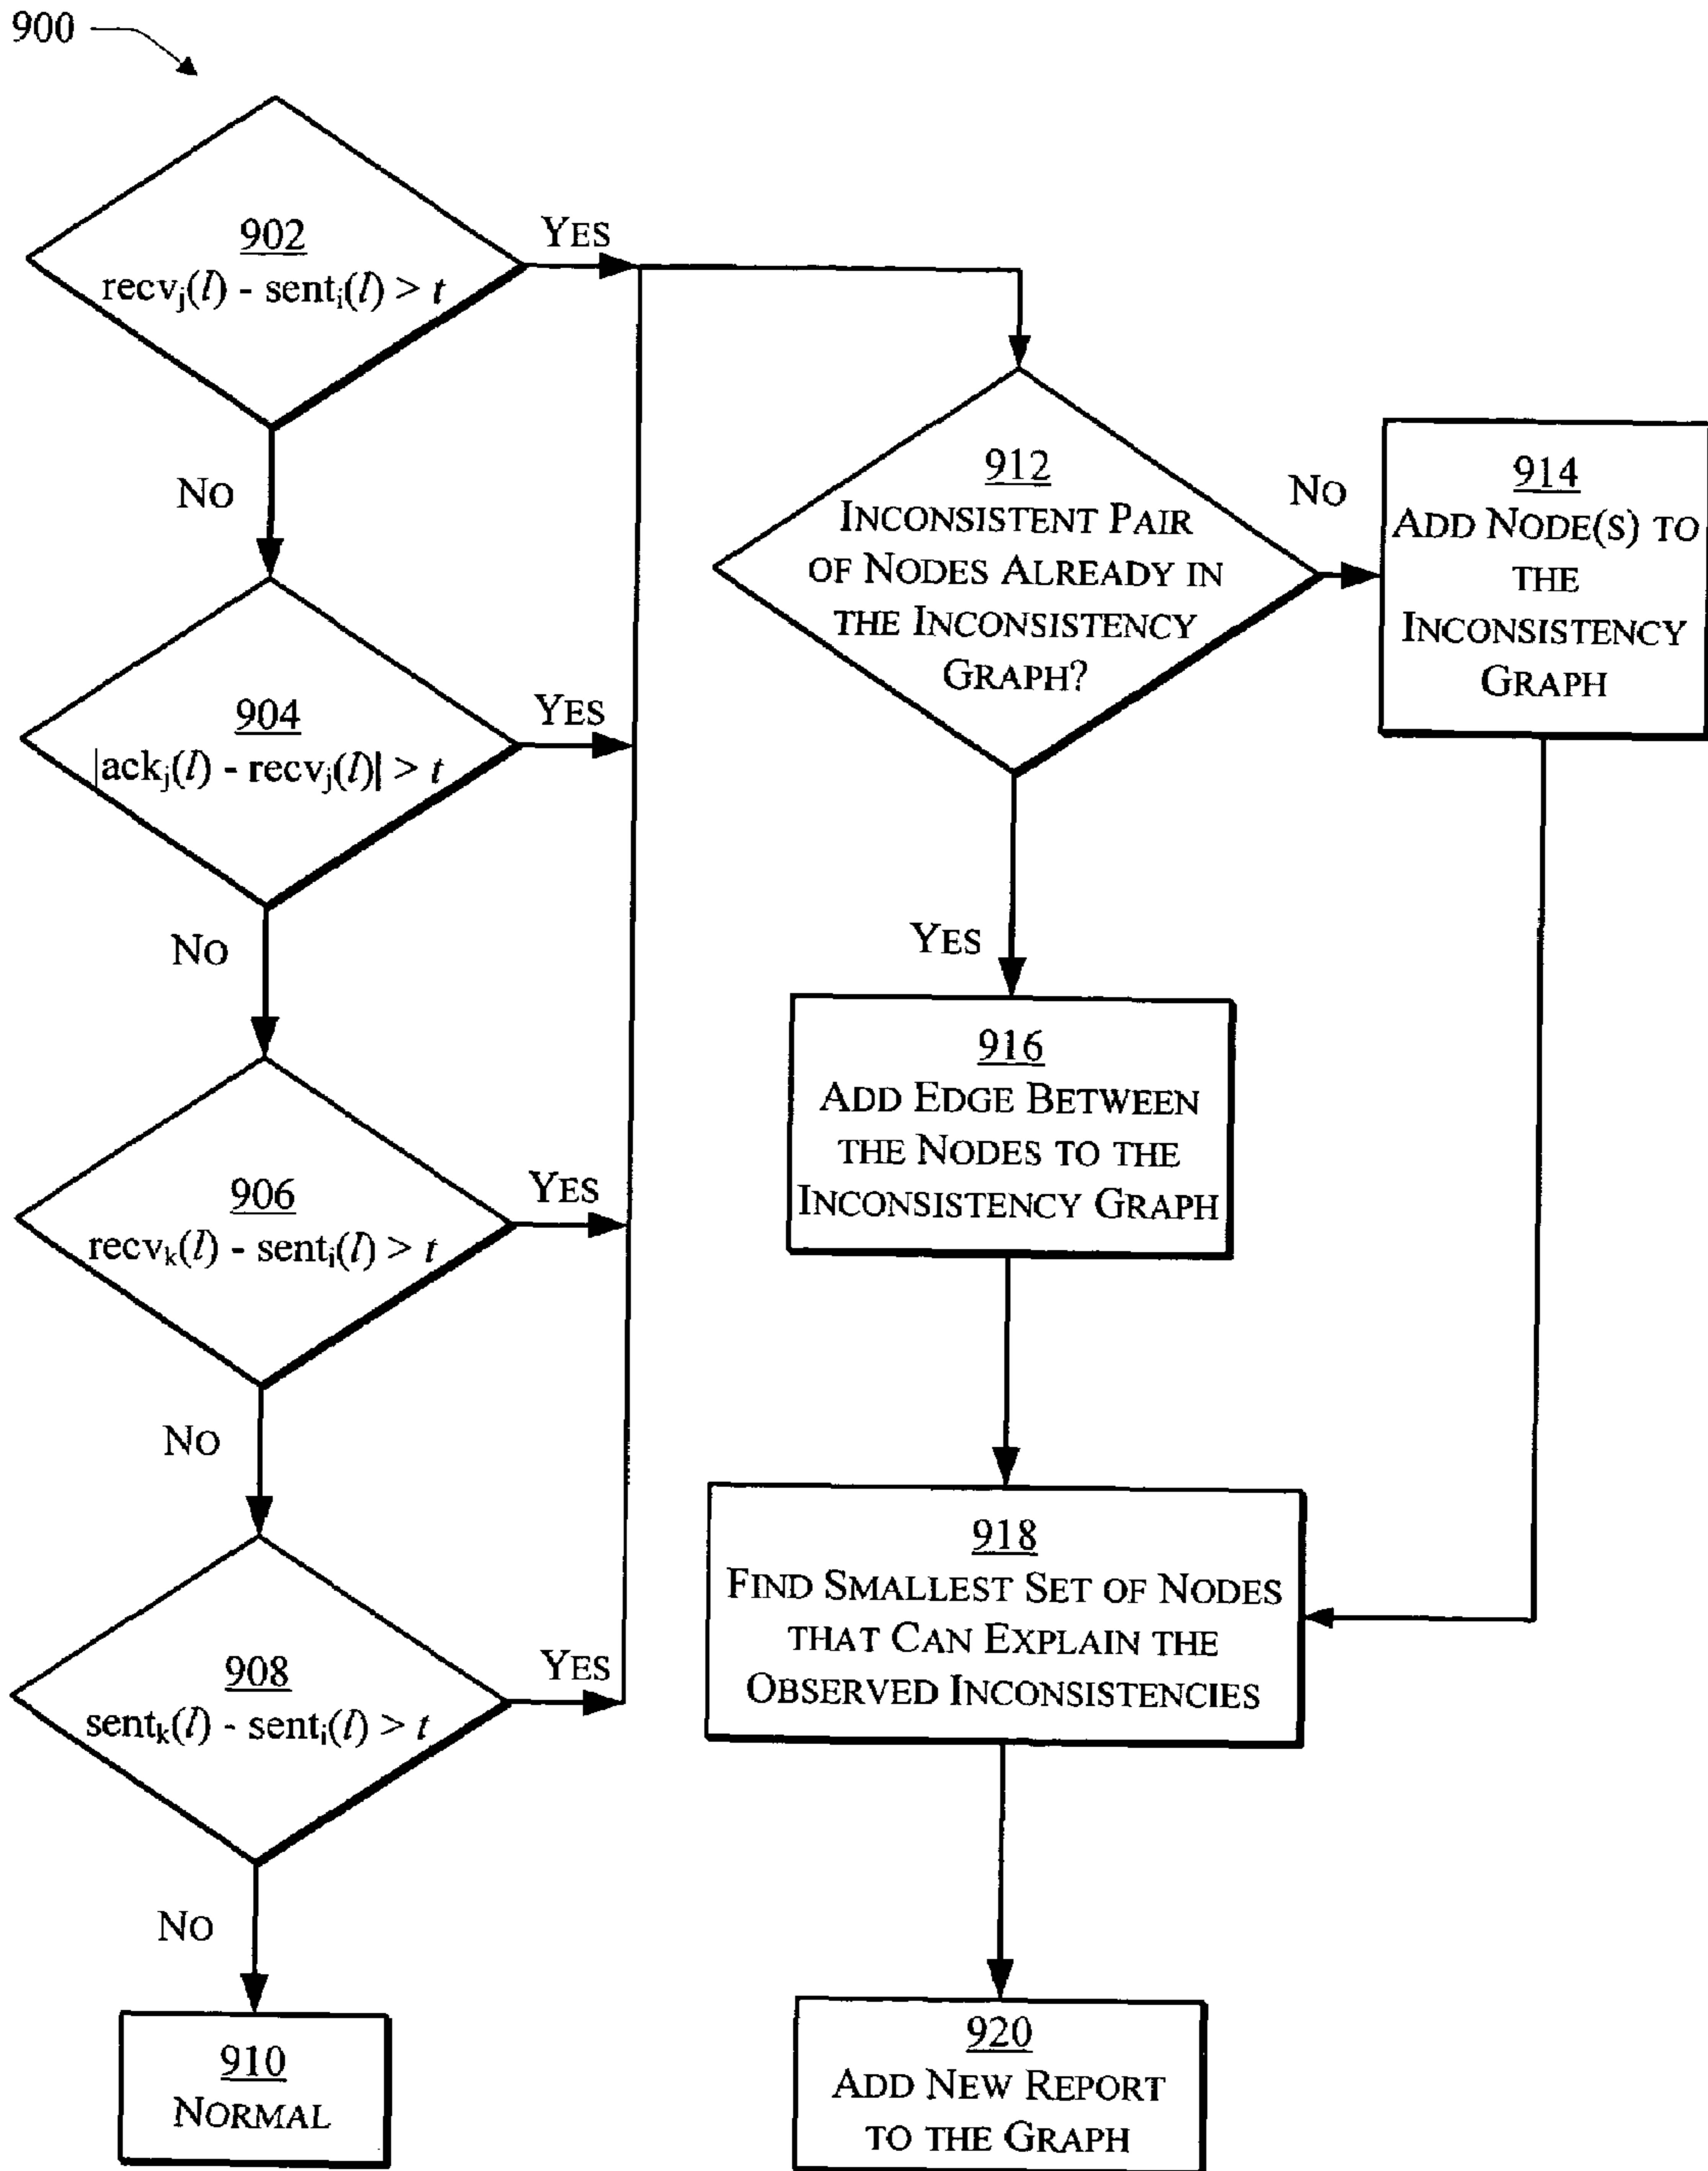 900
902
recvⱼ(l) - sentᵢ(l) > t
YES
NO
904
|ackⱼ(l) - recvⱼ(l)| > t
YES
NO
906
recvₖ(l) - sentᵢ(l) > t
YES
NO
908
sentₖ(l) - sentᵢ(l) > t
YES
NO
910
NORMAL
912
INCONSISTENT PAIR
OF NODES ALREADY IN
THE INCONSISTENCY
GRAPH?
NO
YES
914
ADD NODE(S) TO
THE
INCONSISTENCY
GRAPH
916
ADD EDGE BETWEEN
THE NODES TO THE
INCONSISTENCY GRAPH
918
FIND SMALLEST SET OF NODES
THAT CAN EXPLAIN THE
OBSERVED INCONSISTENCIES
920
ADD NEW REPORT
TO THE GRAPH